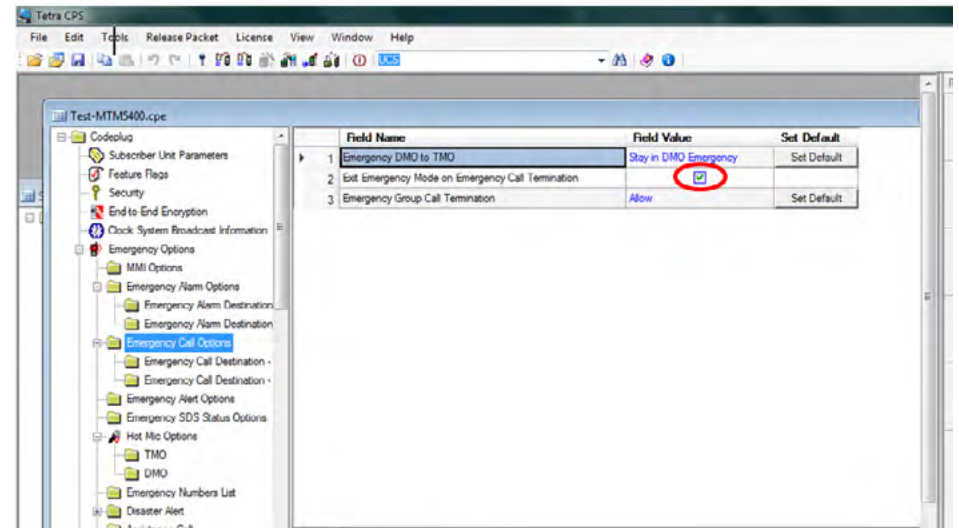 Tetra CPS
File Edit Tools Release Packet License View Window Help
UCS
Test-MTM5400.cpe
Codeplug
Subscriber Unit Parameters
Feature Flags
Security
End to End Encryption
Clock System Broadcast Information
Emergency Options
MMI Options
Emergency Alarm Options
Emergency Alarm Destination
Emergency Alarm Destination
Emergency Call Options
Emergency Call Destination -
Emergency Call Destination -
Emergency Alert Options
Emergency SDS Status Options
Hot Mic Options
TMO
DMO
Emergency Numbers List
Disaster Alert
Assistance Call
Field Name Field Value Set Default
1 Emergency DMO to TMO Stay in DMO Emergency Set Default
2 Exit Emergency Mode on Emergency Call Termination
3 Emergency Group Call Termination Allow Set Default